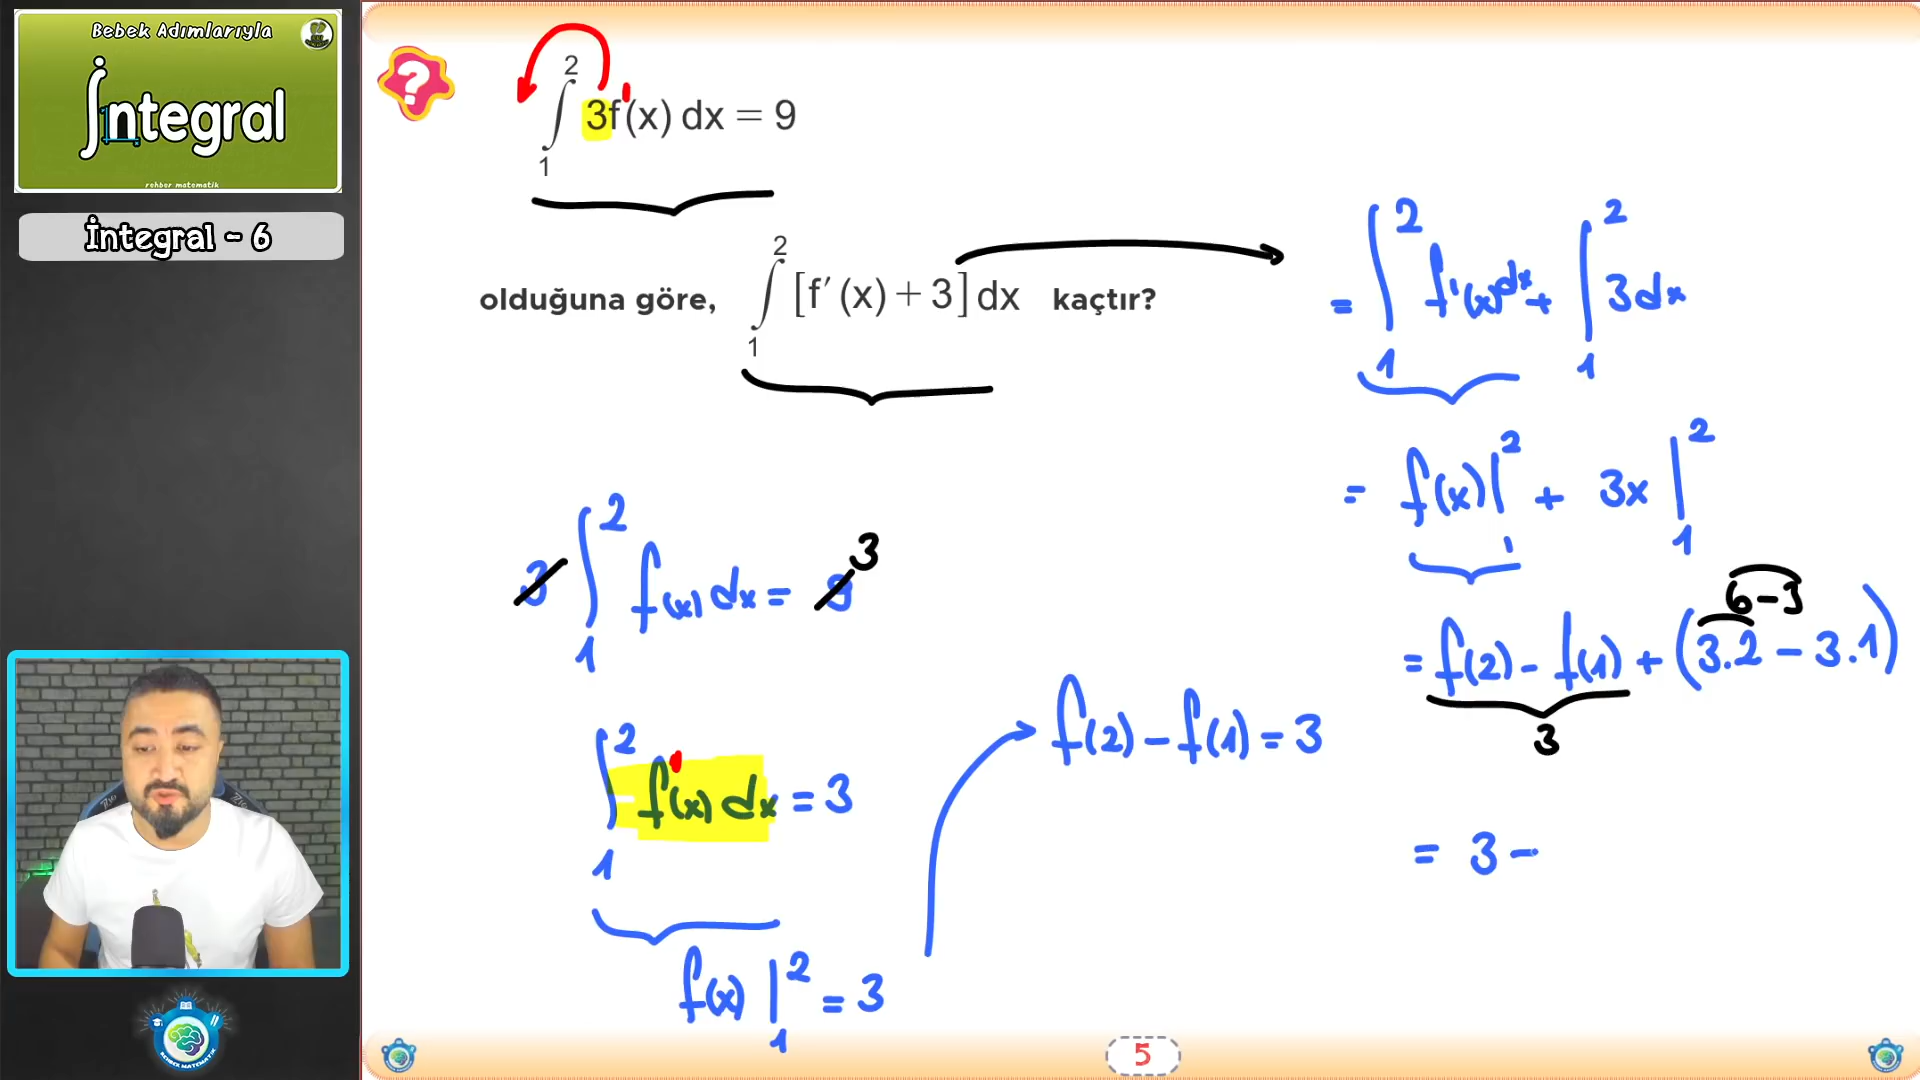 Bebek Adımlarıyla
İntegral
rehber matematik
İntegral - 6
?
∫₁² 3f'(x) dx = 9
olduğuna göre, ∫₁² [f′(x) + 3] dx kaçtır?
= ∫₁² f'(x) dx + ∫₁² 3dx
= f(x)|₁² + 3x|₁²
6-3
= f(2) - f(1) + (3.2 - 3.1)
3
= 3 -
3 ∫₁² f(x) dx = 9 3
∫₁² f'(x) dx = 3
f(x)|₁² = 3
f(2) - f(1) = 3
REHBER MATEMATİK
5